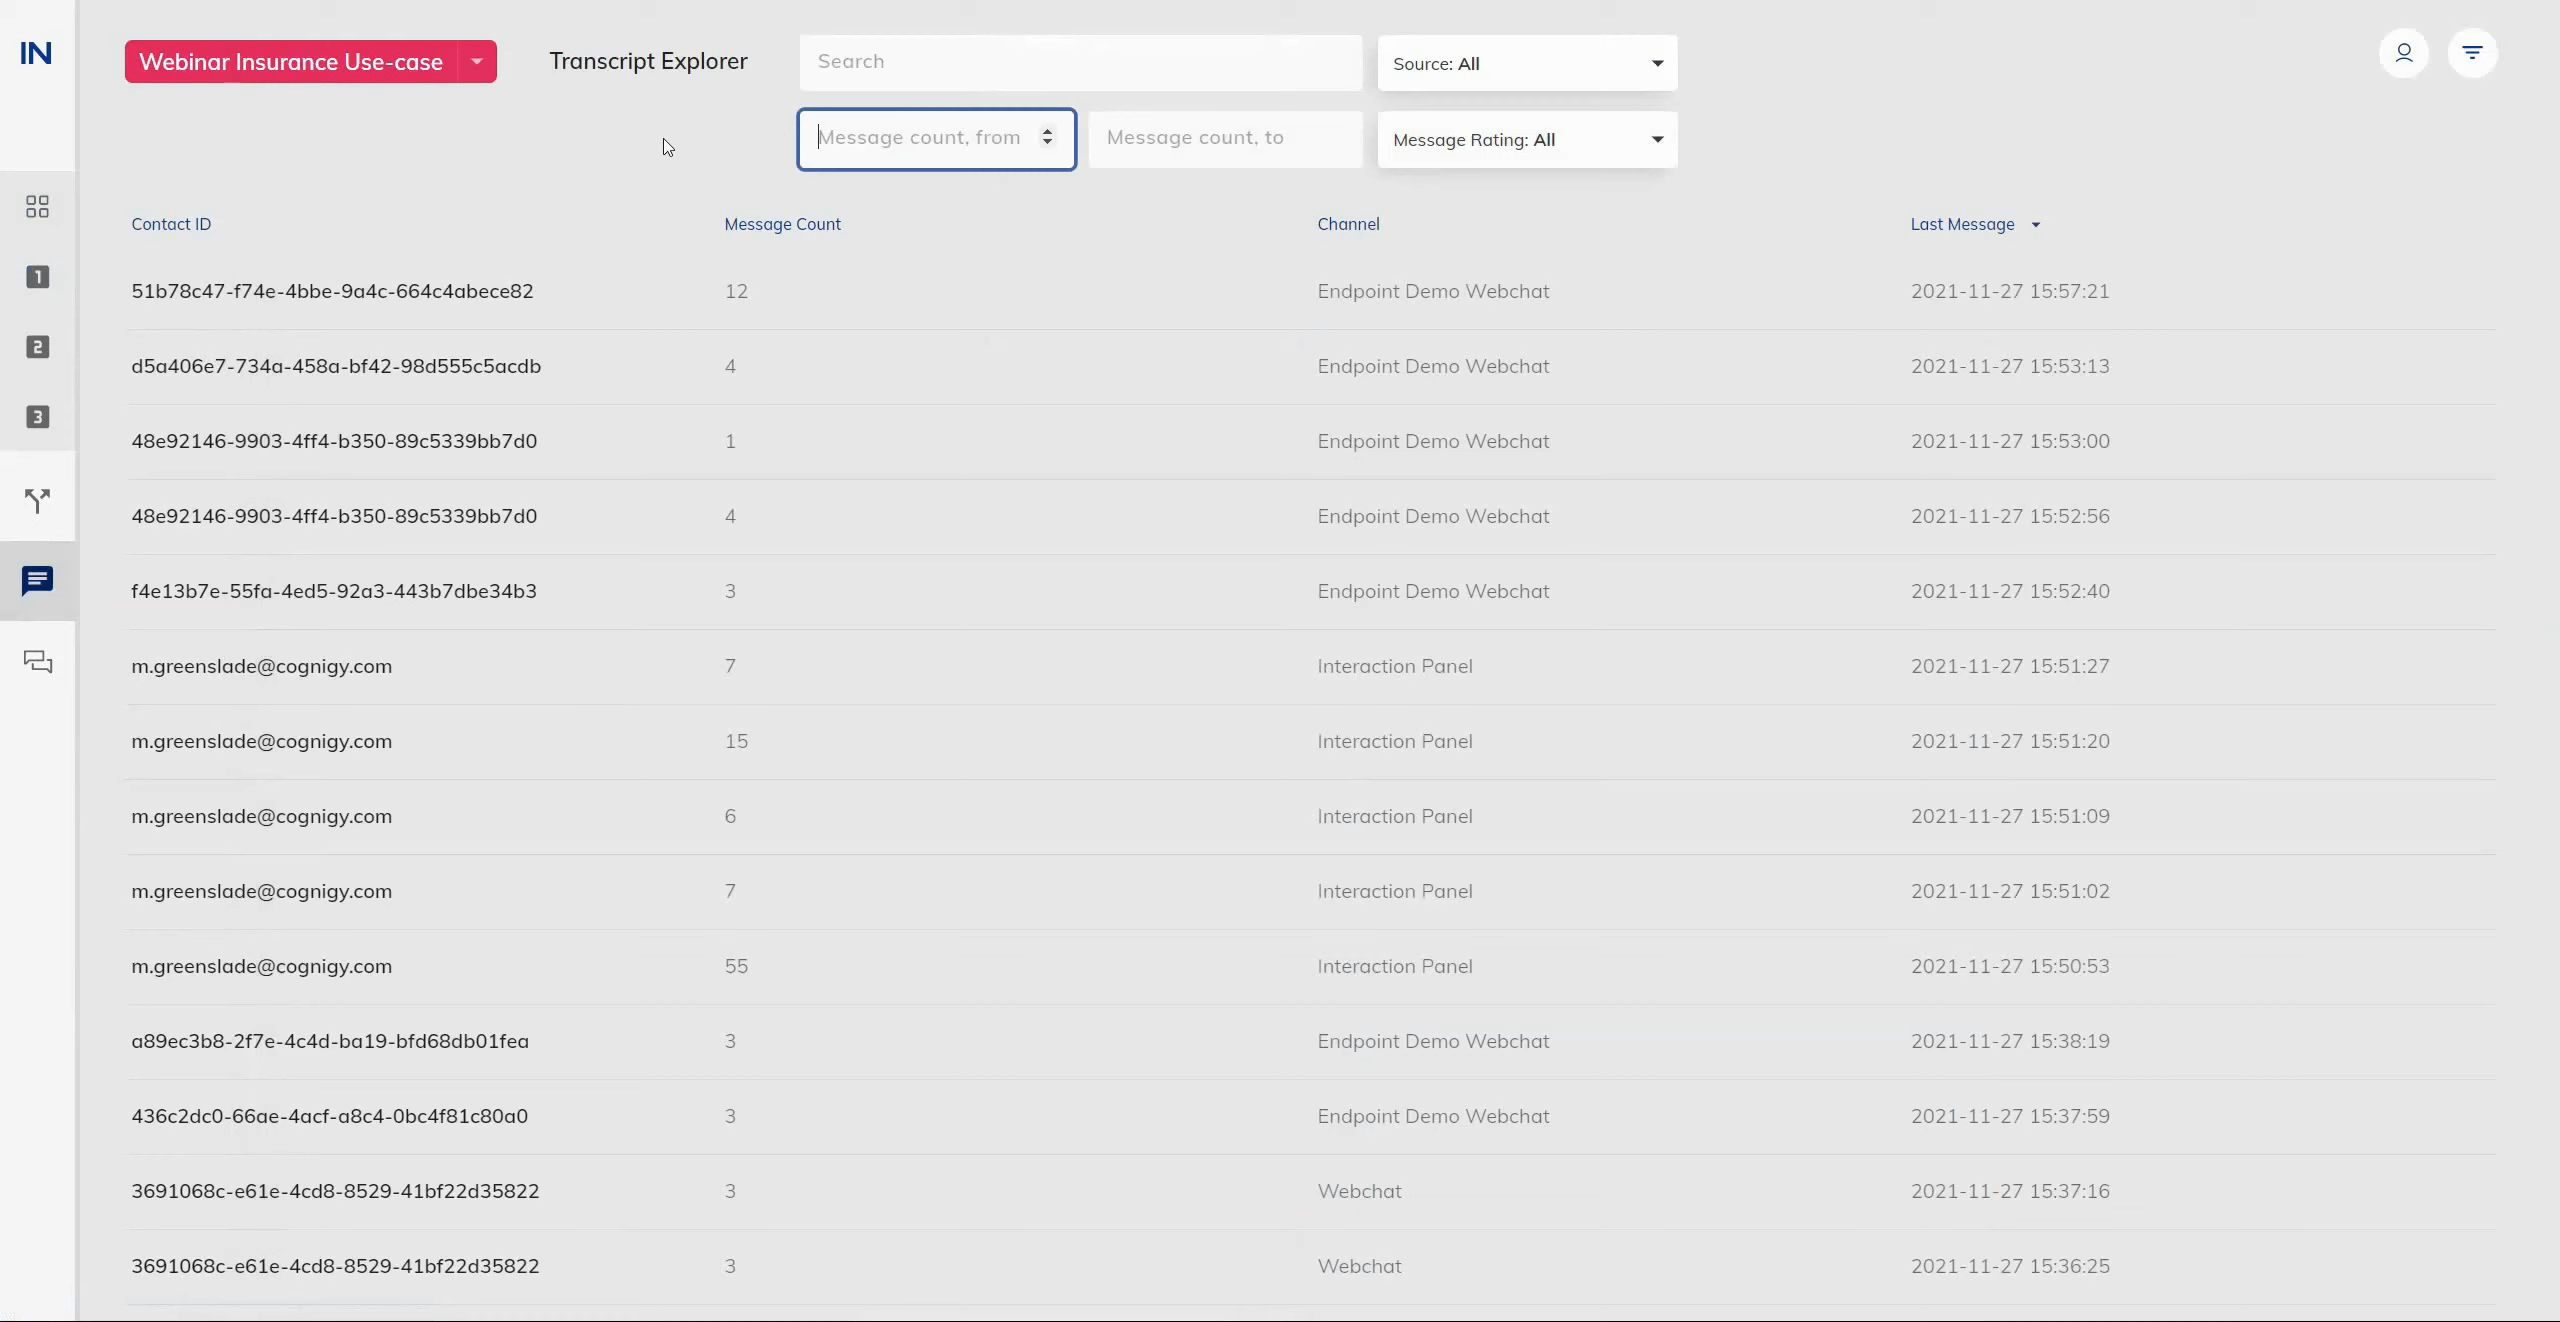 IN
Webinar Insurance Use-case
Transcript Explorer
Search
Source: All
Message count, from
Message count, to
Message Rating: All
Contact ID Message Count Channel Last Message
51b78c47-f74e-4bbe-9a4c-664c4abece82 12 Endpoint Demo Webchat 2021-11-27 15:57:21
1
d5a406e7-734a-458a-bf42-98d555c5acdb 4 Endpoint Demo Webchat 2021-11-27 15:53:13
2
48e92146-9903-4ff4-b350-89c5339bb7d0 1 Endpoint Demo Webchat 2021-11-27 15:53:00
3
48e92146-9903-4ff4-b350-89c5339bb7d0 4 Endpoint Demo Webchat 2021-11-27 15:52:56
f4e13b7e-55fa-4ed5-92a3-443b7dbe34b3 3 Endpoint Demo Webchat 2021-11-27 15:52:40
m.greenslade@cognigy.com 7 Interaction Panel 2021-11-27 15:51:27
m.greenslade@cognigy.com 15 Interaction Panel 2021-11-27 15:51:20
m.greenslade@cognigy.com 6 Interaction Panel 2021-11-27 15:51:09
m.greenslade@cognigy.com 7 Interaction Panel 2021-11-27 15:51:02
m.greenslade@cognigy.com 55 Interaction Panel 2021-11-27 15:50:53
a89ec3b8-2f7e-4c4d-ba19-bfd68db01fea 3 Endpoint Demo Webchat 2021-11-27 15:38:19
436c2dc0-66ae-4acf-a8c4-0bc4f81c80a0 3 Endpoint Demo Webchat 2021-11-27 15:37:59
3691068c-e61e-4cd8-8529-41bf22d35822 3 Webchat 2021-11-27 15:37:16
3691068c-e61e-4cd8-8529-41bf22d35822 3 Webchat 2021-11-27 15:36:25